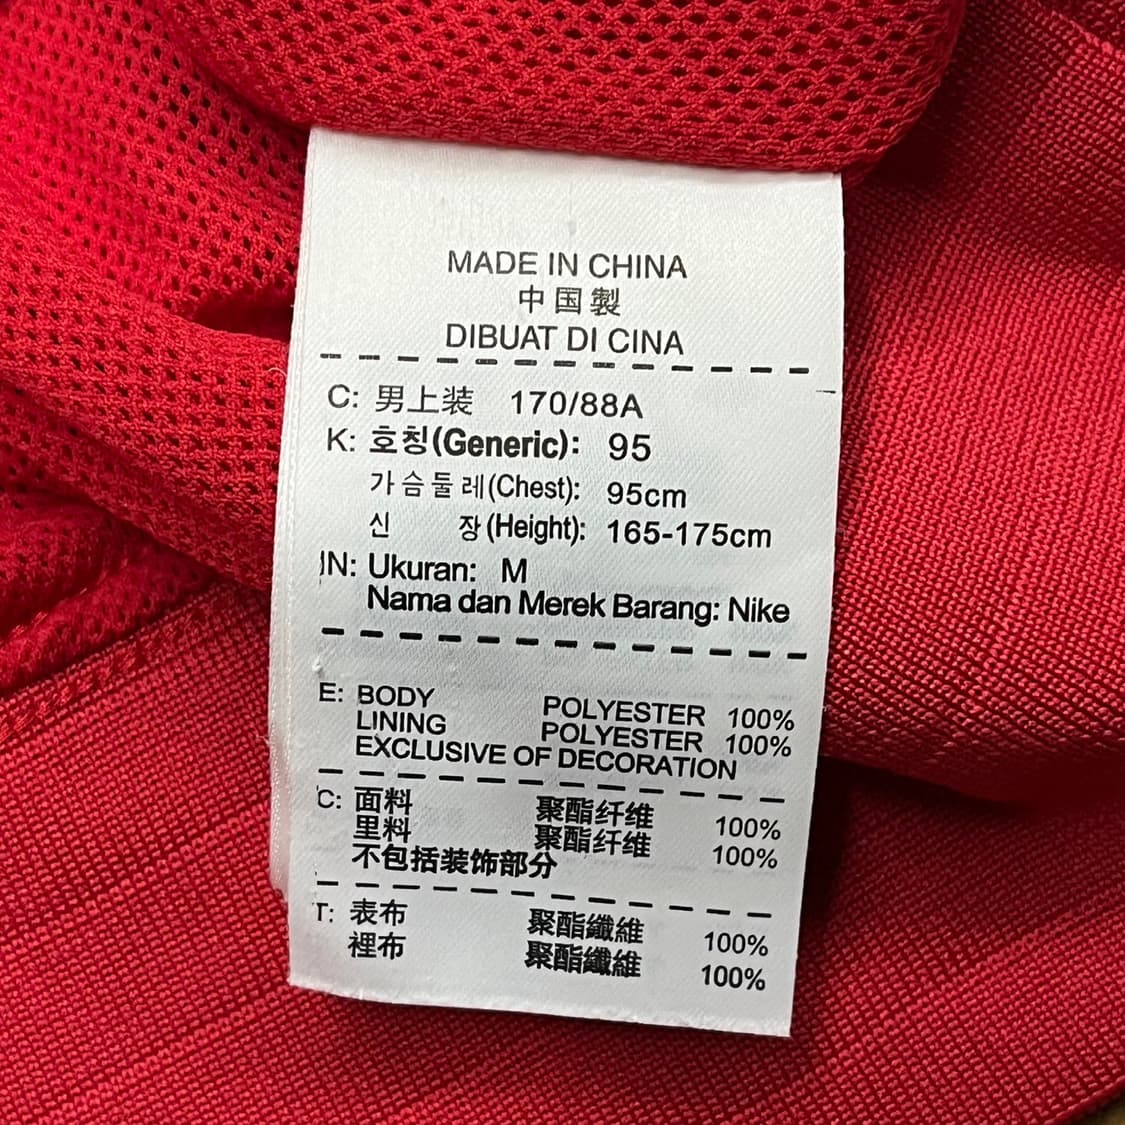 MADE IN CHINA
中国製
DIBUAT DI CINA
C: 男上装 170/88A
K: 호칭(Generic): 95
가슴둘레(Chest): 95cm
신 장(Height): 165-175cm
IN: Ukuran: M
Nama dan Merek Barang: Nike
E: BODY POLYESTER 100%
LINING POLYESTER 100%
EXCLUSIVE OF DECORATION
C: 面料 聚酯纤维 100%
里料 聚酯纤维 100%
不包括装饰部分
T: 表布 聚酯纖維 100%
裡布 聚酯纖維 100%